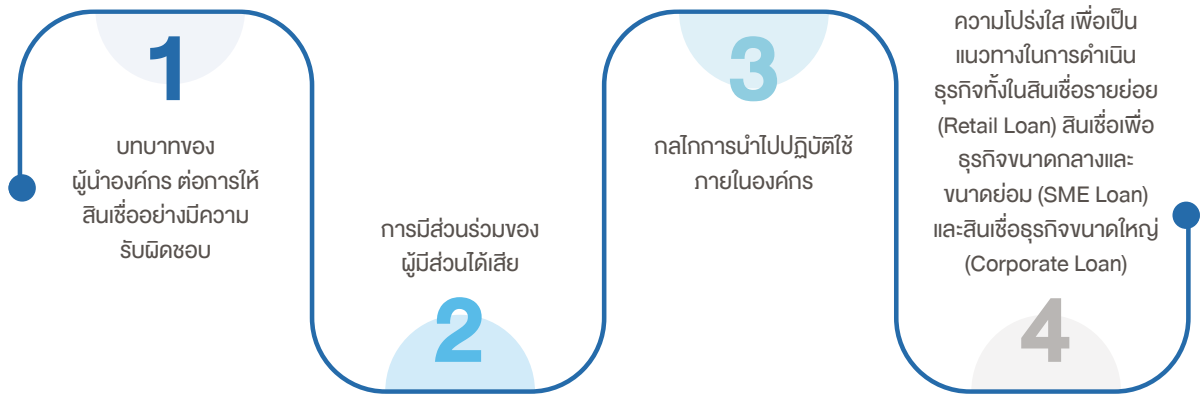 1
บทบาทของ
ผู้นำองค์กร ต่อการให้
สินเชื่ออย่างมีความ
รับผิดชอบ
การมีส่วนร่วมของ
ผู้มีส่วนได้เสีย
2
3
กลไกการนำไปปฏิบัติใช้
ภายในองค์กร
ความโปร่งใส เพื่อเป็น
แนวทางในการดำเนิน
ธุรกิจทั้งในสินเชื่อรายย่อย
(Retail Loan) สินเชื่อเพื่อ
ธุรกิจขนาดกลางและ
ขนาดย่อม (SME Loan)
และสินเชื่อธุรกิจขนาดใหญ่
(Corporate Loan)
4